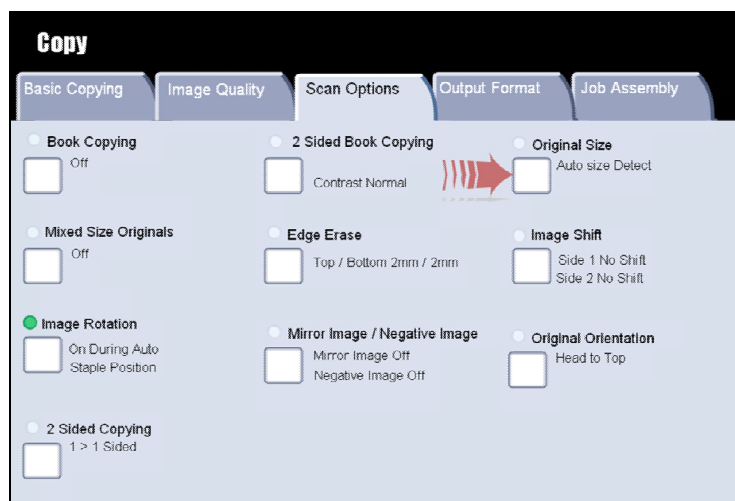 Copy
Basic Copying
Image Quality
Scan Options
Output Format
Job Assembly
Book Copying
Off
2 Sided Book Copying
Contrast Normal
Original Size
Auto size Detect
Mixed Size Originals
Off
Edge Erase
Top / Bottom 2mm / 2mm
Image Shift
Side 1 No Shift
Side 2 No Shift
Image Rotation
On During Auto
Staple Position
Mirror Image / Negative Image
Mirror Image Off
Negative Image Off
Original Orientation
Head to Top
2 Sided Copying
1 > 1 Sided